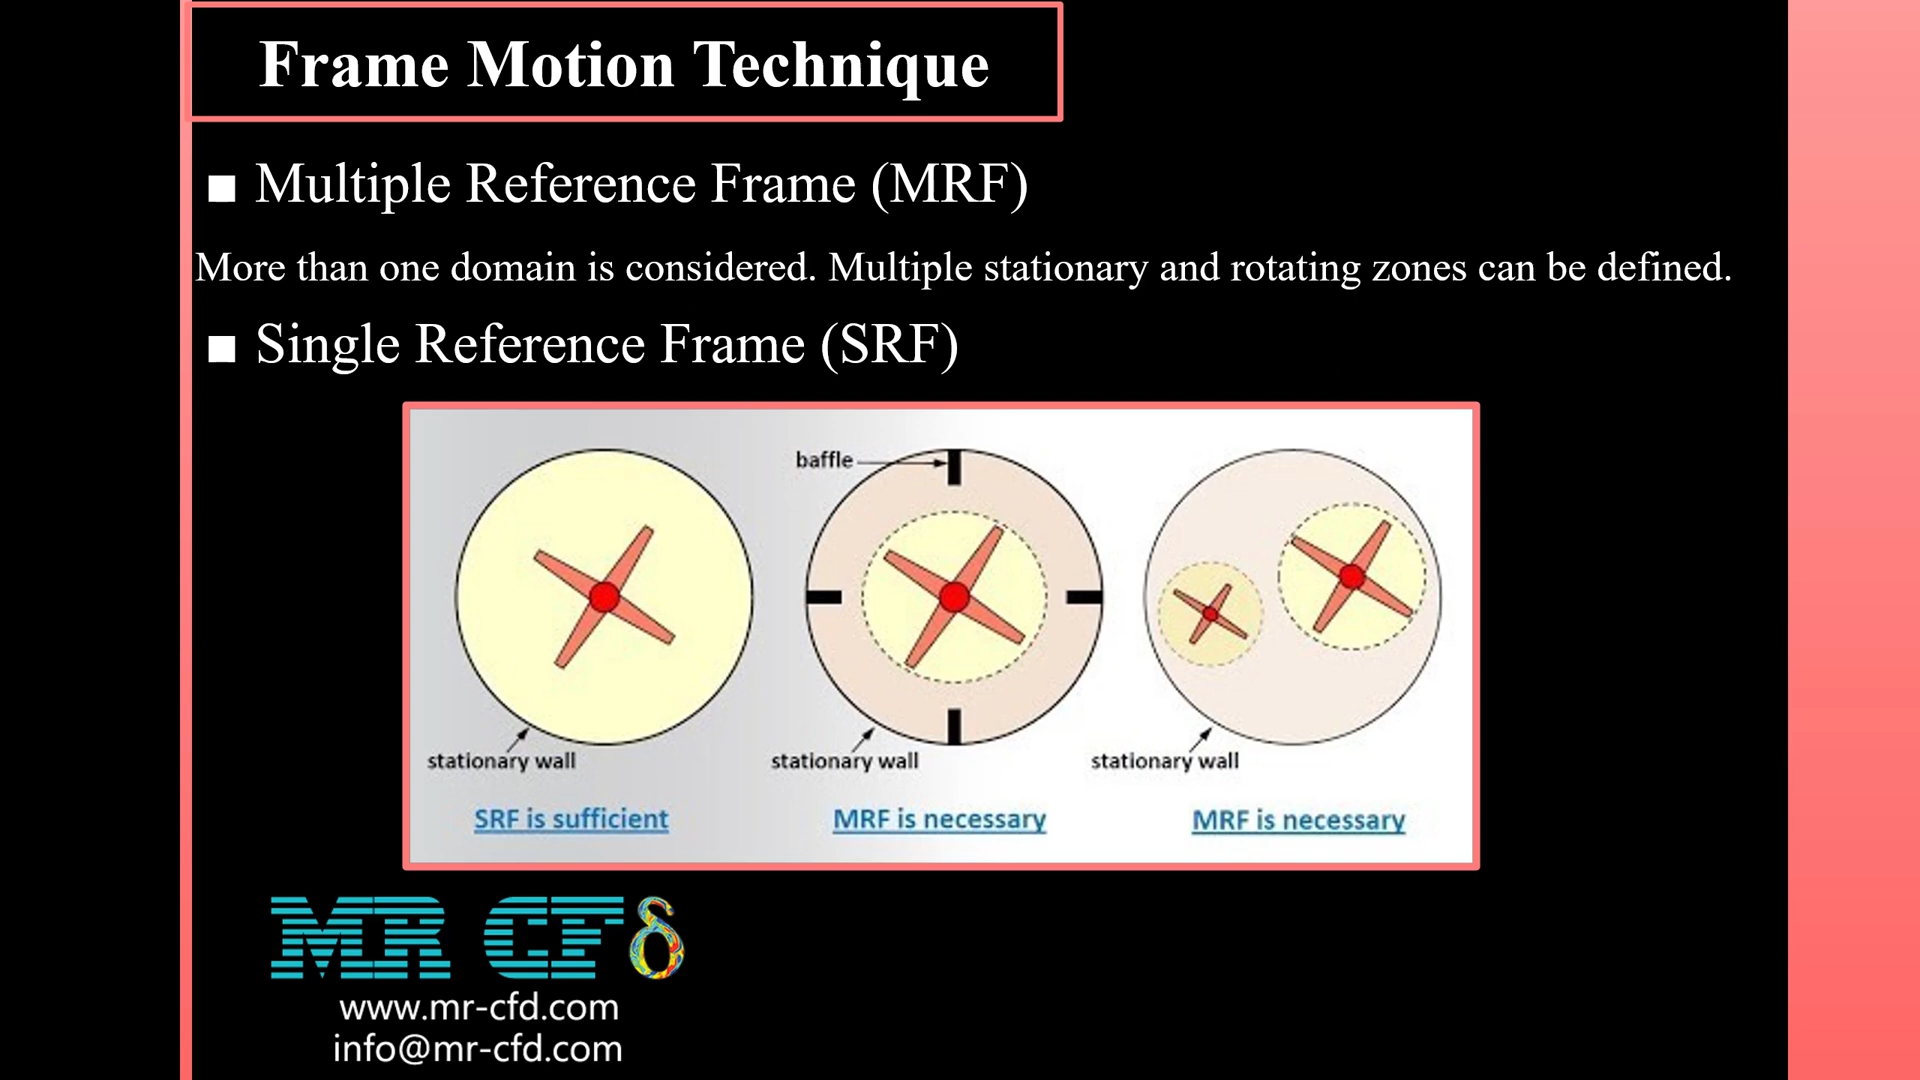 Frame Motion Technique
■ Multiple Reference Frame (MRF)
More than one domain is considered. Multiple stationary and rotating zones can be defined.
■ Single Reference Frame (SRF)
baffle
stationary wall
stationary wall
stationary wall
SRF is sufficient
MRF is necessary
MRF is necessary
MR CFδ
www.mr-cfd.com
info@mr-cfd.com